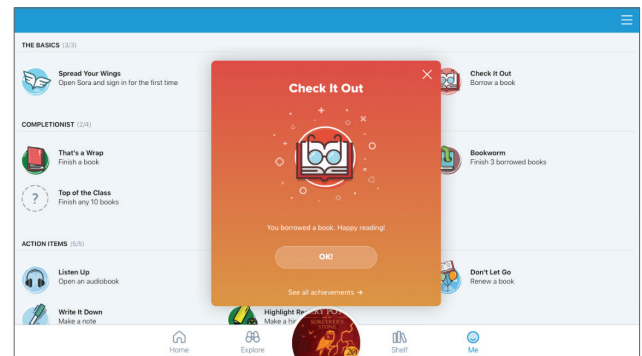 THE BASICS (3/3)
Spread Your Wings
Open Sora and sign in for the first time
Check It Out
Borrow a book
COMPLETIONIST (2/4)
That's a Wrap
Finish a book
Bookworm
Finish 3 borrowed books
Top of the Class
Finish any 10 books
?
ACTION ITEMS (5/5)
Listen Up
Open an audiobook
Don't Let Go
Renew a book
Write It Down
Make a note
Highlight
Make a
Check It Out
You borrowed a book. Happy reading!
OK!
See all achievements →
SORCERER'S
STONE
Home
Explore
Shelf
Me